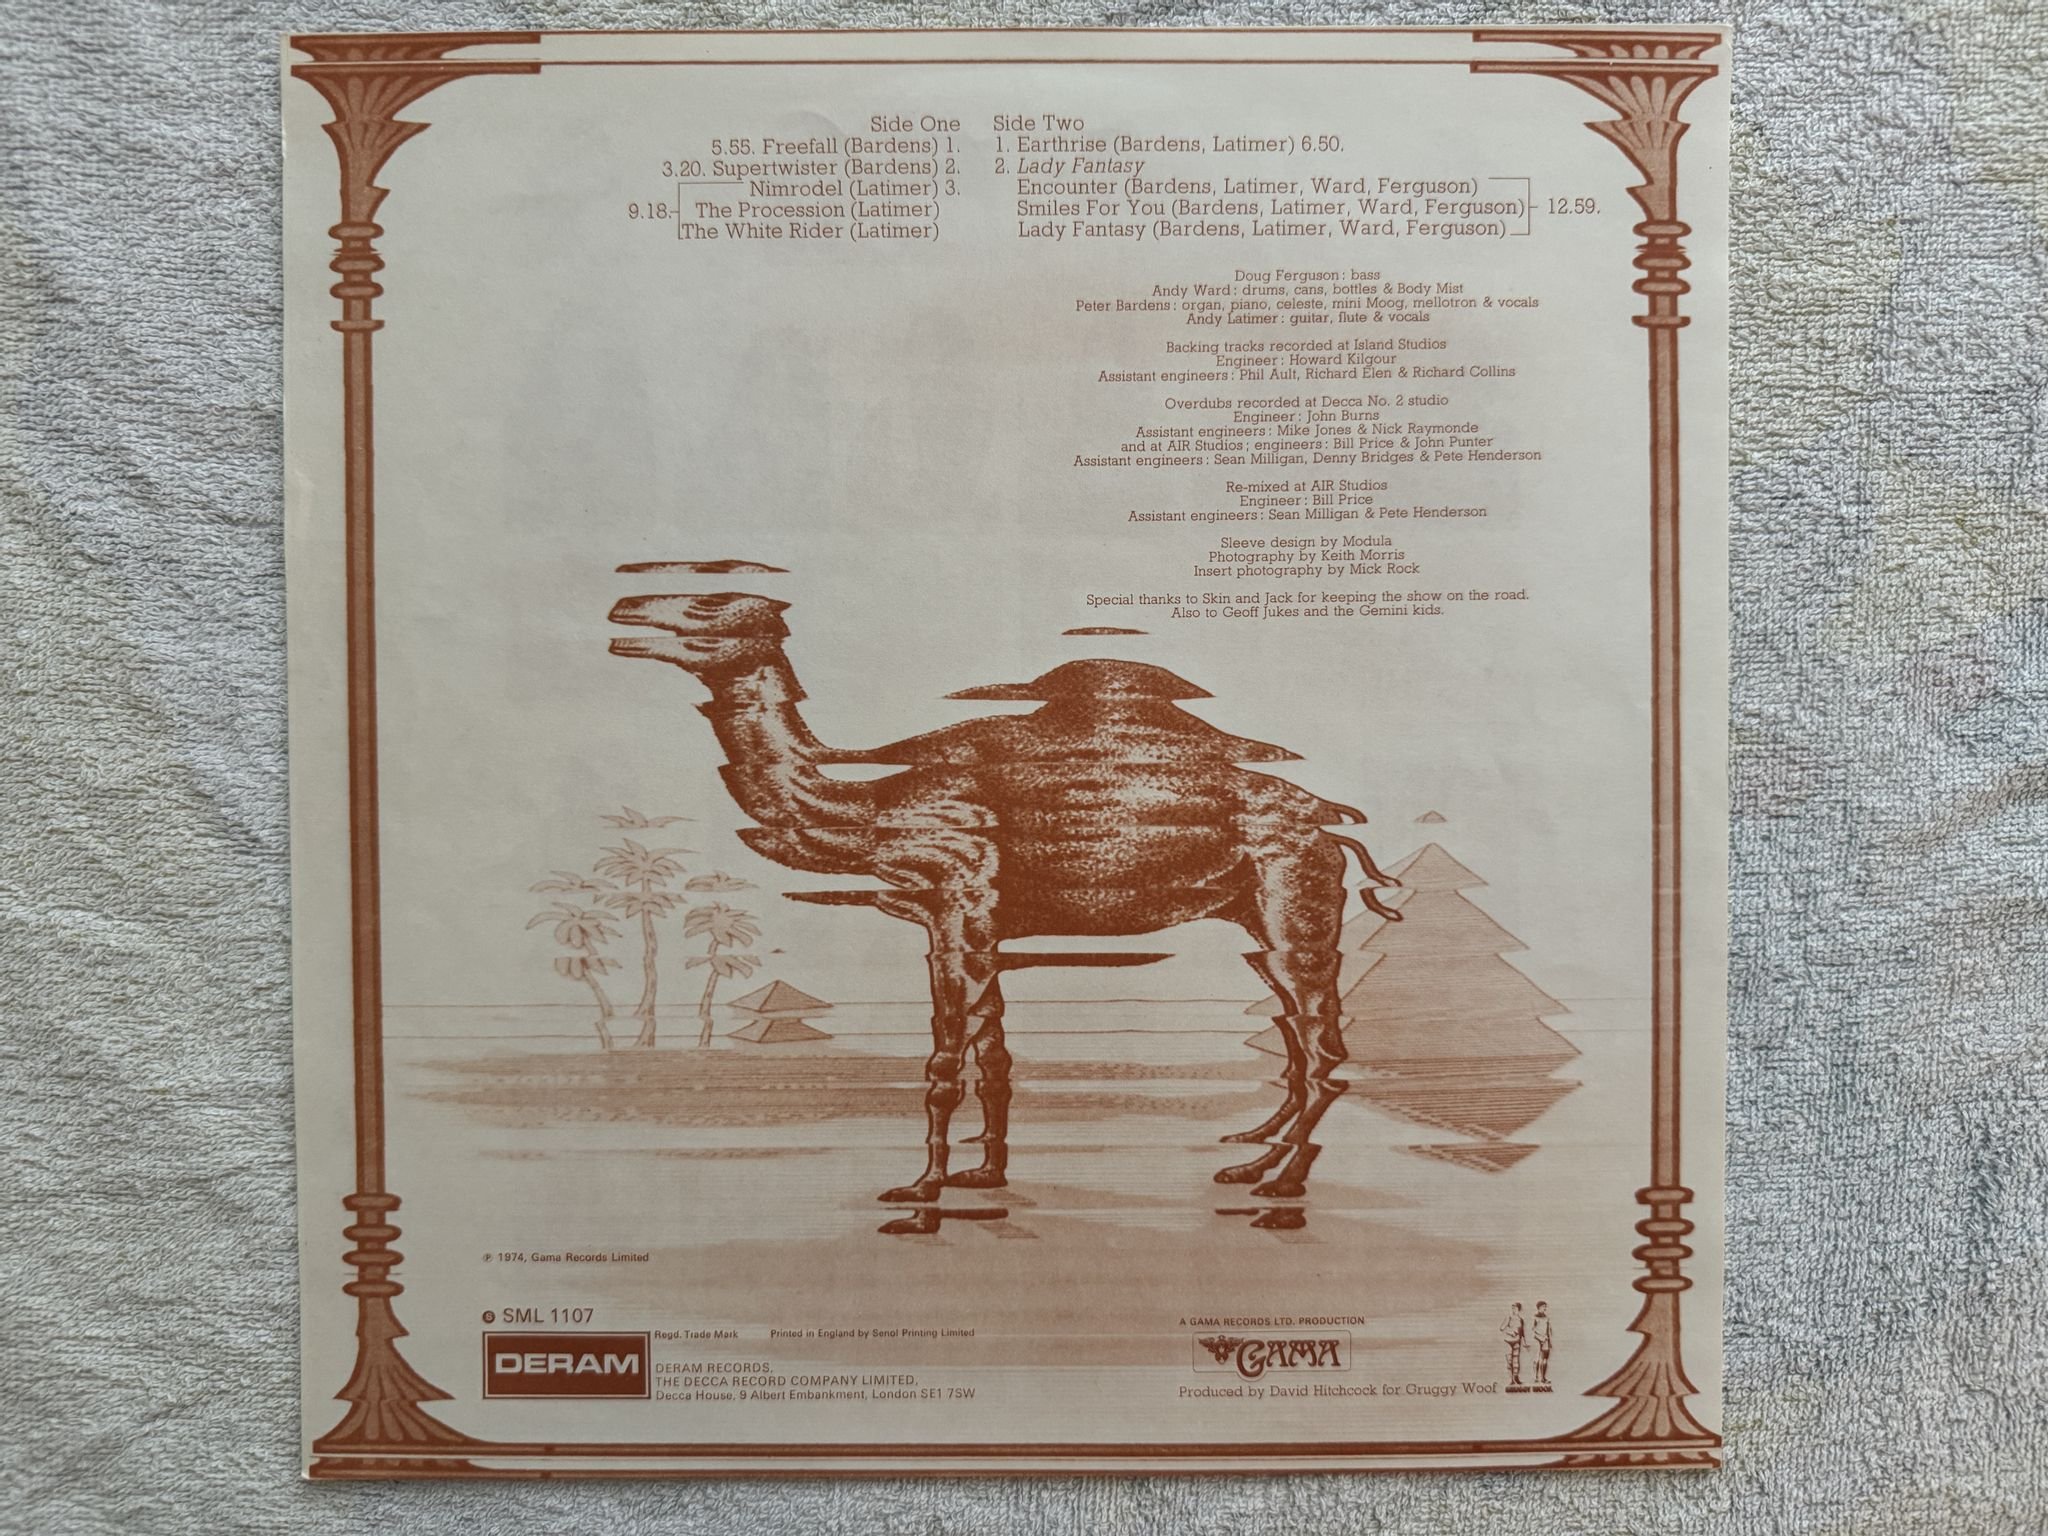 Side One
5.55. Freefall (Bardens) 1.
3.20. Supertwister (Bardens) 2.
Nimrodel (Latimer) 3.
9.18. The Procession (Latimer)
The White Rider (Latimer)
Side Two
1. Earthrise (Bardens, Latimer) 6.50.
2. Lady Fantasy
Encounter (Bardens, Latimer, Ward, Ferguson)
Smiles For You (Bardens, Latimer, Ward, Ferguson) 12.59.
Lady Fantasy (Bardens, Latimer, Ward, Ferguson)
Doug Ferguson: bass
Andy Ward: drums, cans, bottles & Body Mist
Peter Bardens: organ, piano, celeste, mini Moog, mellotron & vocals
Andy Latimer: guitar, flute & vocals
Backing tracks recorded at Island Studios
Engineer: Howard Kilgour
Assistant engineers: Phil Ault, Richard Elen & Richard Collins
Overdubs recorded at Decca No. 2 studio
Engineer: John Burns
Assistant engineers: Mike Jones & Nick Raymonde
and at AIR Studios; engineers: Bill Price & John Punter
Assistant engineers: Sean Milligan, Denny Bridges & Pete Henderson
Re-mixed at AIR Studios
Engineer: Bill Price
Assistant engineers: Sean Milligan & Pete Henderson
Sleeve design by Modula
Photography by Keith Morris
Insert photography by Mick Rock
Special thanks to Skin and Jack for keeping the show on the road.
Also to Geoff Jukes and the Gemini kids.
℗ 1974, Gama Records Limited
Ⓢ SML 1107
DERAM
Regd. Trade Mark Printed in England by Senol Printing Limited
DERAM RECORDS,
THE DECCA RECORD COMPANY LIMITED,
Decca House, 9 Albert Embankment, London SE1 7SW
A GAMA RECORDS LTD. PRODUCTION
GAMA
Produced by David Hitchcock for Gruggy Woof
GRUGGY WOOF